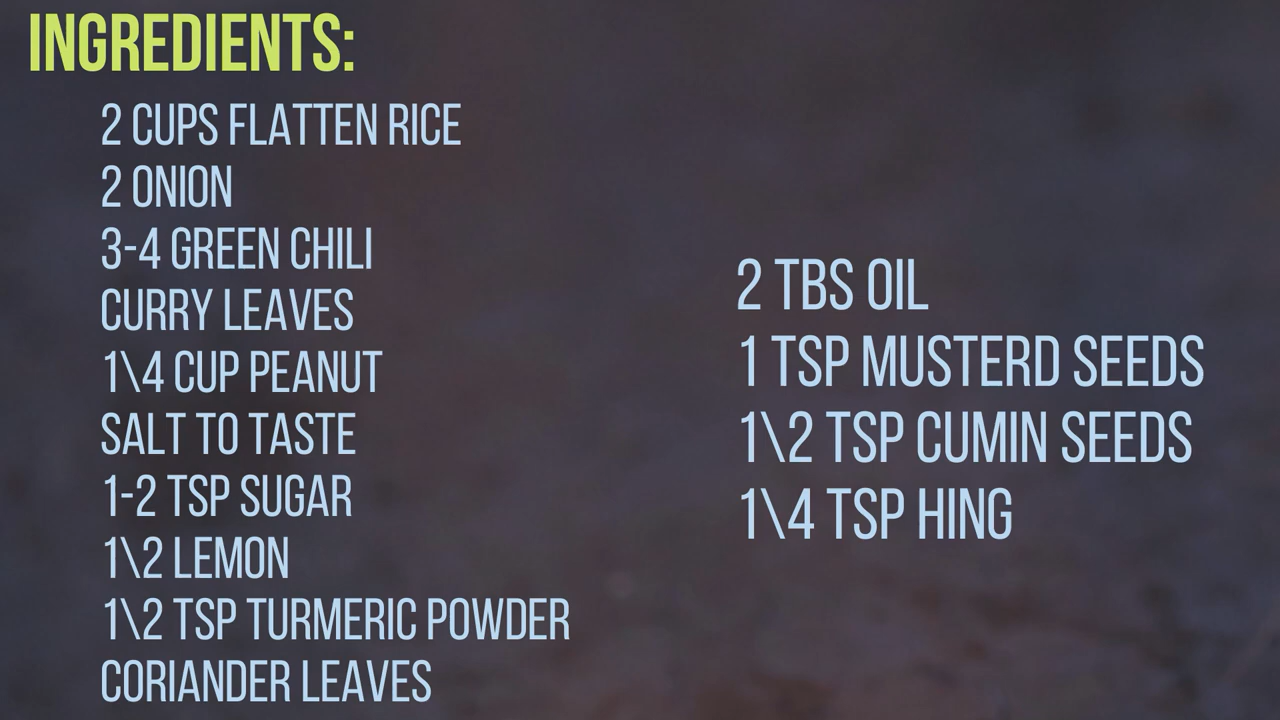 INGREDIENTS:
2 CUPS FLATTEN RICE
2 ONION
3-4 GREEN CHILI
CURRY LEAVES
1\4 CUP PEANUT
SALT TO TASTE
1-2 TSP SUGAR
1\2 LEMON
1\2 TSP TURMERIC POWDER
CORIANDER LEAVES
2 TBS OIL
1 TSP MUSTERD SEEDS
1\2 TSP CUMIN SEEDS
1\4 TSP HING